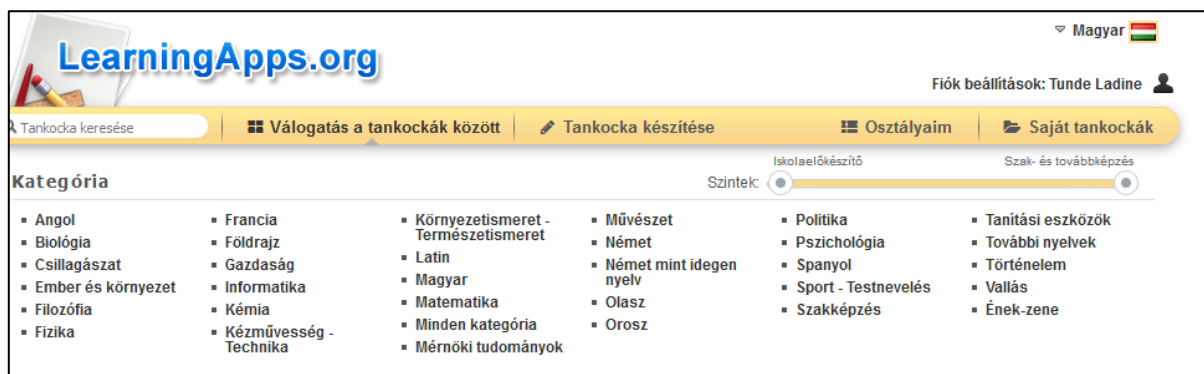 LearningApps.org
Magyar
Fiók beállítások: Tunde Ladine
Tankocka keresése
Válogatás a tankockák között
Tankocka készítése
Osztályaim
Saját tankockák
Kategória
Szintek:
Iskolaelőkészítő
Szak- és továbbképzés
Angol
Biológia
Csillagászat
Ember és környezet
Filozófia
Fizika
Francia
Földrajz
Gazdaság
Informatika
Kémia
Kézművesség -
Technika
Környezetismeret -
Természetismeret
Latin
Magyar
Matematika
Minden kategória
Mérnöki tudományok
Művészet
Német
Német mint idegen
nyelv
Olasz
Orosz
Politika
Pszichológia
Spanyol
Sport - Testnevelés
Szakképzés
Tanítási eszközök
További nyelvek
Történelem
Vallás
Ének-zene